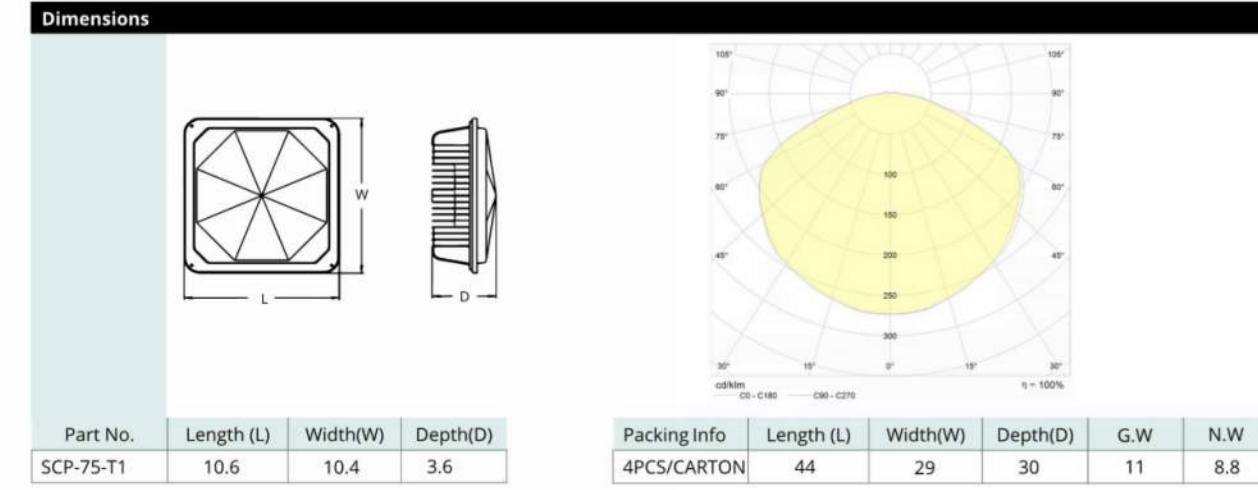 Dimensions
105° 105°
90° 90°
75° 75°
60° 60°
45° 45°
30° 15° 0° 15° 30°
100
150
200
250
300
cd/klm η = 100%
C0 - C180 C90 - C270
W
L
D
Part No. Length (L) Width(W) Depth(D)
SCP-75-T1 10.6 10.4 3.6
Packing Info Length (L) Width(W) Depth(D) G.W N.W
4PCS/CARTON 44 29 30 11 8.8